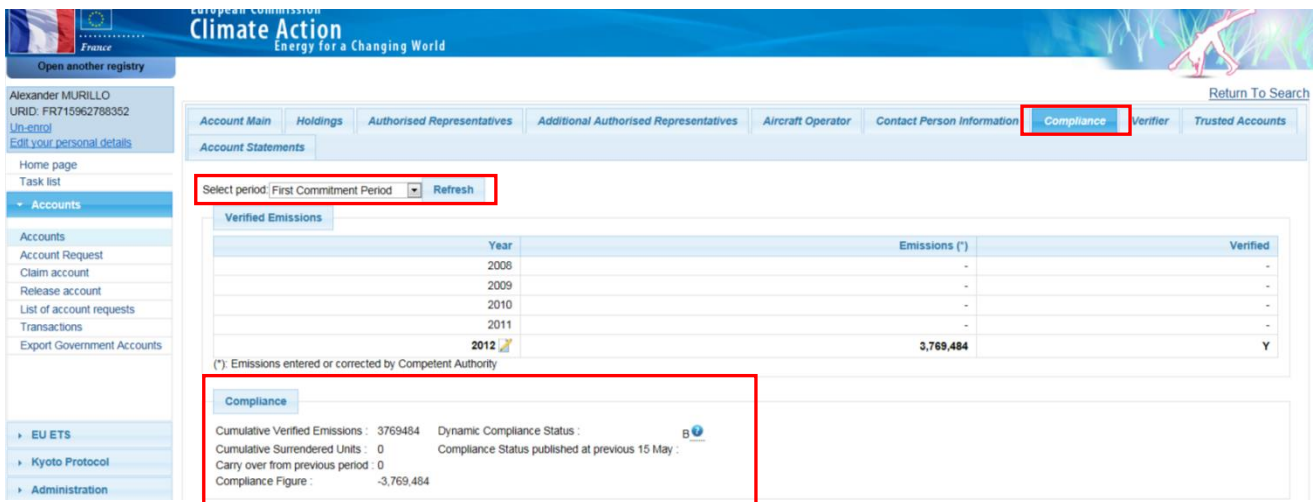 European Commission
Climate Action
Energy for a Changing World
France
Open another registry
Alexander MURILLO
URID: FR715962788352
Un-enrol
Edit your personal details
Home page
Task list
Accounts
Accounts
Account Request
Claim account
Release account
List of account requests
Transactions
Export Government Accounts
EU ETS
Kyoto Protocol
Administration
Return To Search
Account Main Holdings Authorised Representatives Additional Authorised Representatives Aircraft Operator Contact Person Information Compliance Verifier Trusted Accounts
Account Statements
Select period: First Commitment Period Refresh
Verified Emissions
Year Emissions (*) Verified
2008 - -
2009 - -
2010 - -
2011 - -
2012 3,769,484 Y
(*): Emissions entered or corrected by Competent Authority
Compliance
Cumulative Verified Emissions : 3769484 Dynamic Compliance Status : B
Cumulative Surrendered Units : 0 Compliance Status published at previous 15 May :
Carry over from previous period : 0
Compliance Figure : -3,769,484